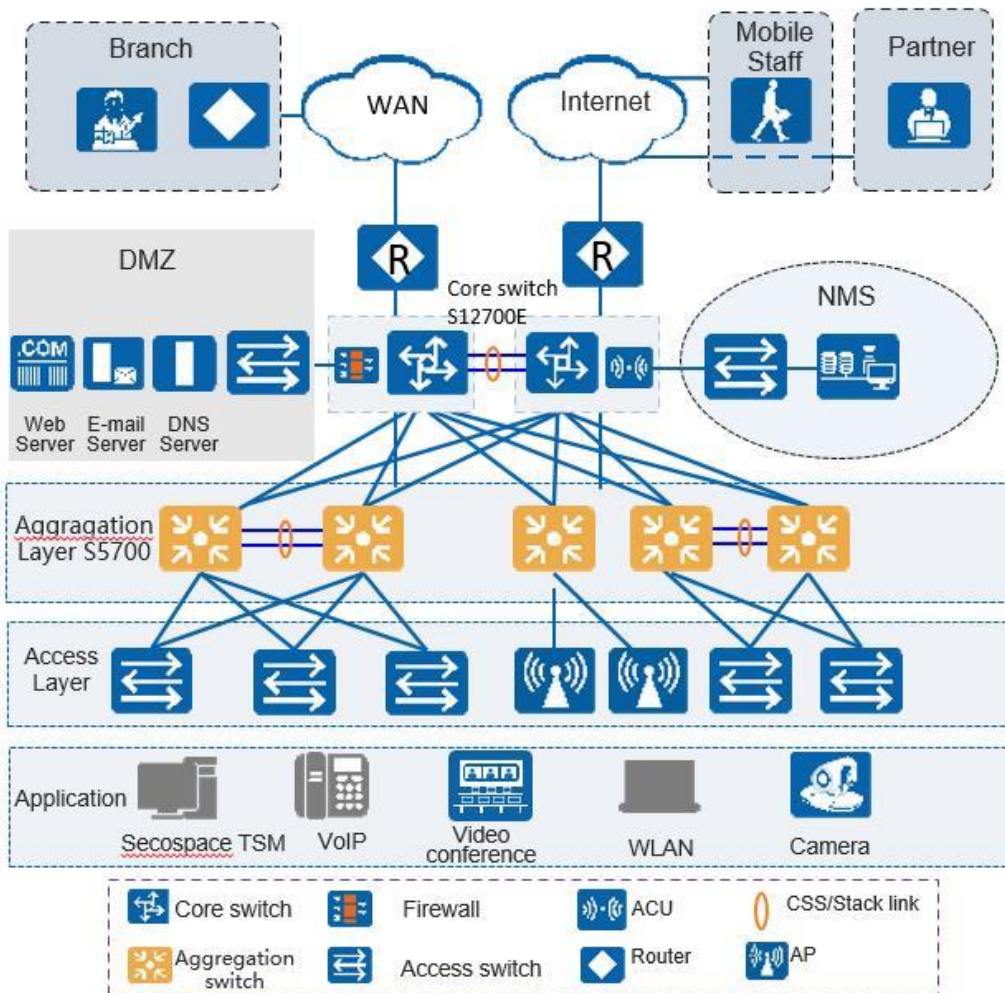 Branch
WAN
Internet
Mobile
Staff
Partner
DMZ
R
R
Core switch
S12700E
NMS
.COM
Web
Server
E-mail
Server
DNS
Server
Aggragation
Layer S5700
Access
Layer
Application
Secospace TSM
VoIP
Video
conference
WLAN
Camera
Core switch
Firewall
ACU
CSS/Stack link
Aggregation
switch
Access switch
Router
AP